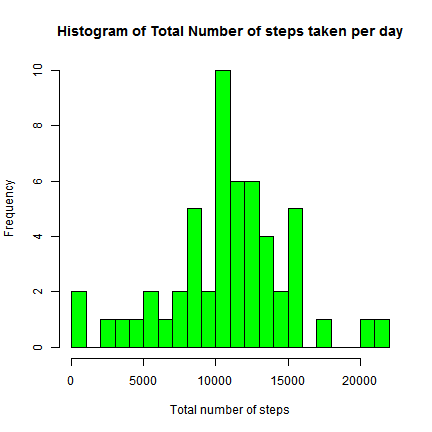 Histogram of Total Number of steps taken per day
Frequency
10
8
6
4
2
0
0 5000 10000 15000 20000
Total number of steps